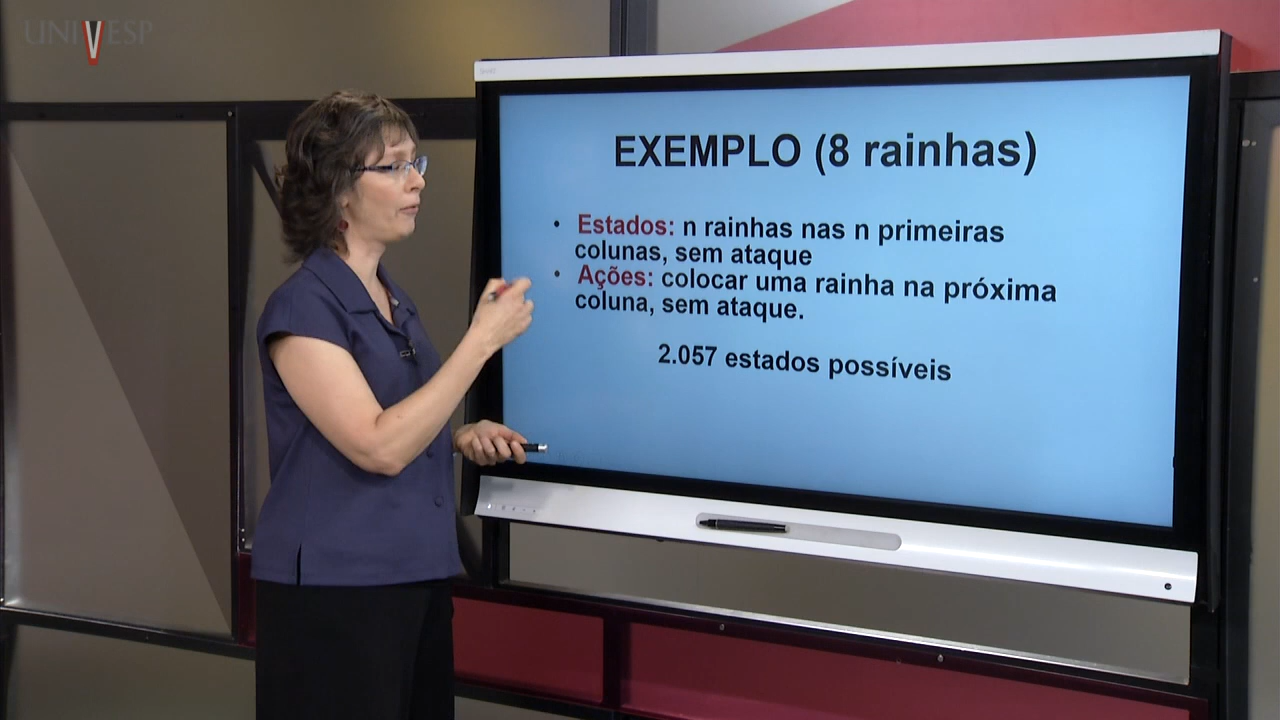 UNIVESP
EXEMPLO (8 rainhas)
• Estados: n rainhas nas n primeiras
colunas, sem ataque
• Ações: colocar uma rainha na próxima
coluna, sem ataque.
2.057 estados possíveis